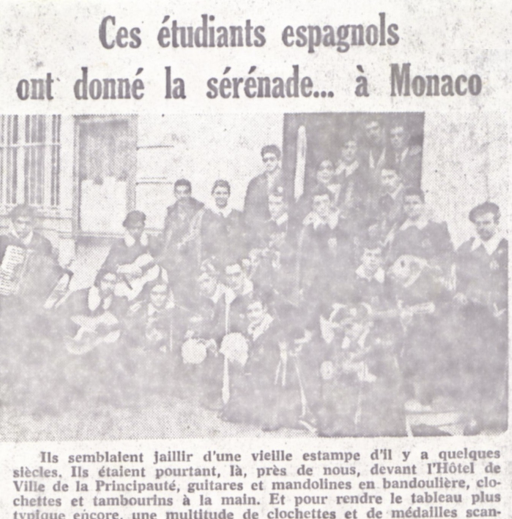 Ces étudiants espagnols
ont donné la sérénade... à Monaco
Ils semblaient jaillir d'une vieille estampe d'il y a quelques
siècles. Ils étaient pourtant, là, près de nous, devant l'Hôtel de
Ville de la Principauté, guitares et mandolines en bandoulière, clo-
chettes et tambourins à la main. Et pour rendre le tableau plus
typique encore, une multitude de clochettes et de médailles scan-